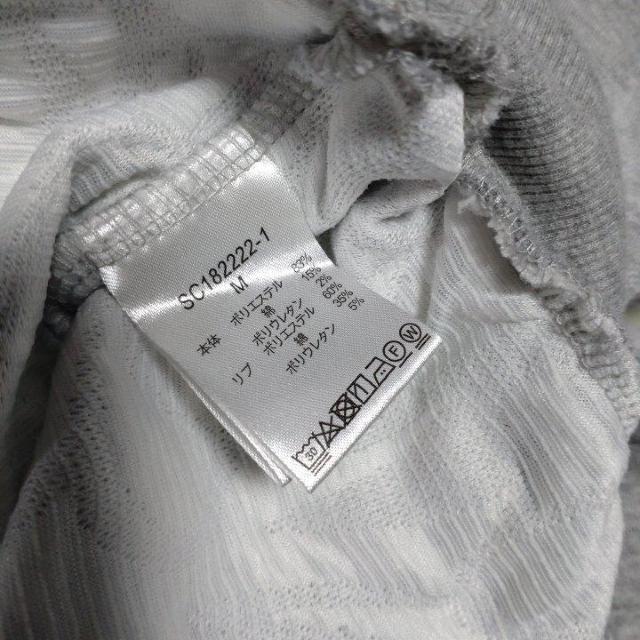 SC182222-1
M
本体 ポリエステル 83%
綿 15%
ポリウレタン 2%
リブ ポリエステル 60%
綿 35%
ポリウレタン 5%
30
F
W